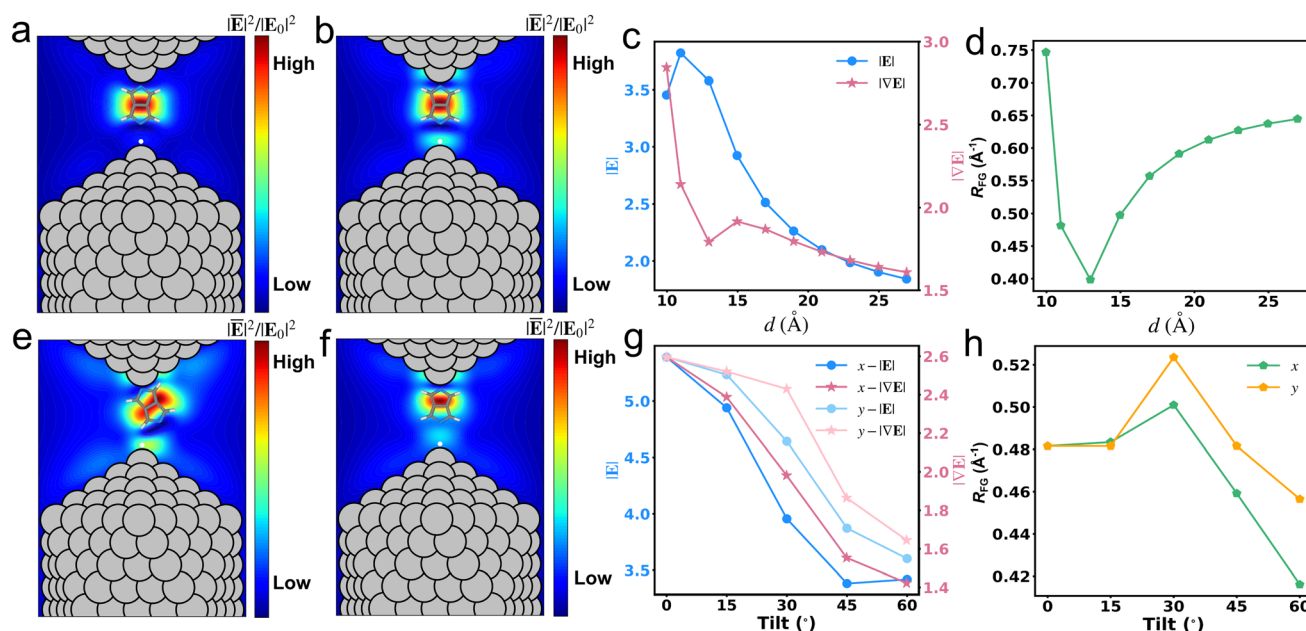 a
|E̅|²/|E₀|²
High
Low
b
|E̅|²/|E₀|²
High
Low
c
|E|
|∇E|
3.5
3.0
2.5
2.0
|E|
3.0
2.5
2.0
1.5
|∇E|
10 15 20 25
d (Å)
d
0.75
0.70
0.65
0.60
0.55
0.50
0.45
0.40
R_FG (Å⁻¹)
10 15 20 25
d (Å)
e
|E̅|²/|E₀|²
High
Low
f
|E̅|²/|E₀|²
High
Low
g
x − |E|
x − |∇E|
y − |E|
y − |∇E|
5.0
4.5
4.0
3.5
|E|
2.6
2.4
2.2
2.0
1.8
1.6
1.4
|∇E|
0 15 30 45 60
Tilt (°)
h
x
y
0.52
0.50
0.48
0.46
0.44
0.42
R_FG (Å⁻¹)
0 15 30 45 60
Tilt (°)